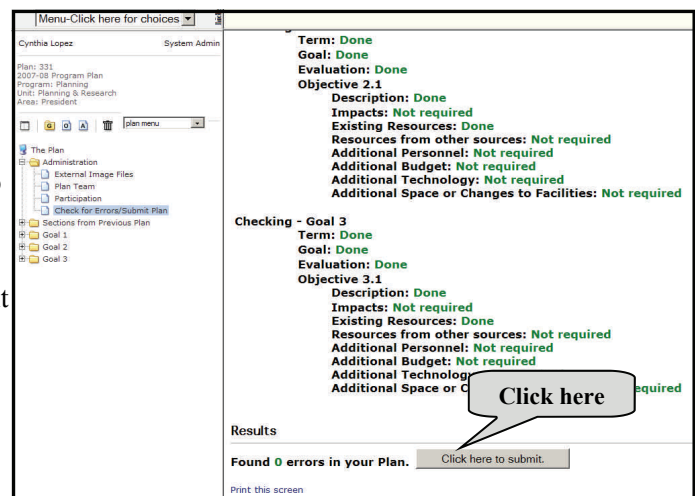 Menu-Click here for choices
Cynthia Lopez System Admin
Plan: 331
2007-08 Program Plan
Program: Planning
Unit: Planning & Research
Area: President
G O A plan menu
The Plan
Administration
External Image Files
Plan Team
Participation
Check for Errors/Submit Plan
Sections from Previous Plan
Goal 1
Goal 2
Goal 3
t
Term: Done
Goal: Done
Evaluation: Done
Objective 2.1
Description: Done
Impacts: Not required
Existing Resources: Done
Resources from other sources: Not required
Additional Personnel: Not required
Additional Budget: Not required
Additional Technology: Not required
Additional Space or Changes to Facilities: Not required
Checking - Goal 3
Term: Done
Goal: Done
Evaluation: Done
Objective 3.1
Description: Done
Impacts: Not required
Existing Resources: Done
Resources from other sources: Not required
Additional Personnel: Not required
Additional Budget: Not required
Additional Technology:
Additional Space or C equired
Click here
Results
Found 0 errors in your Plan. Click here to submit.
Print this screen